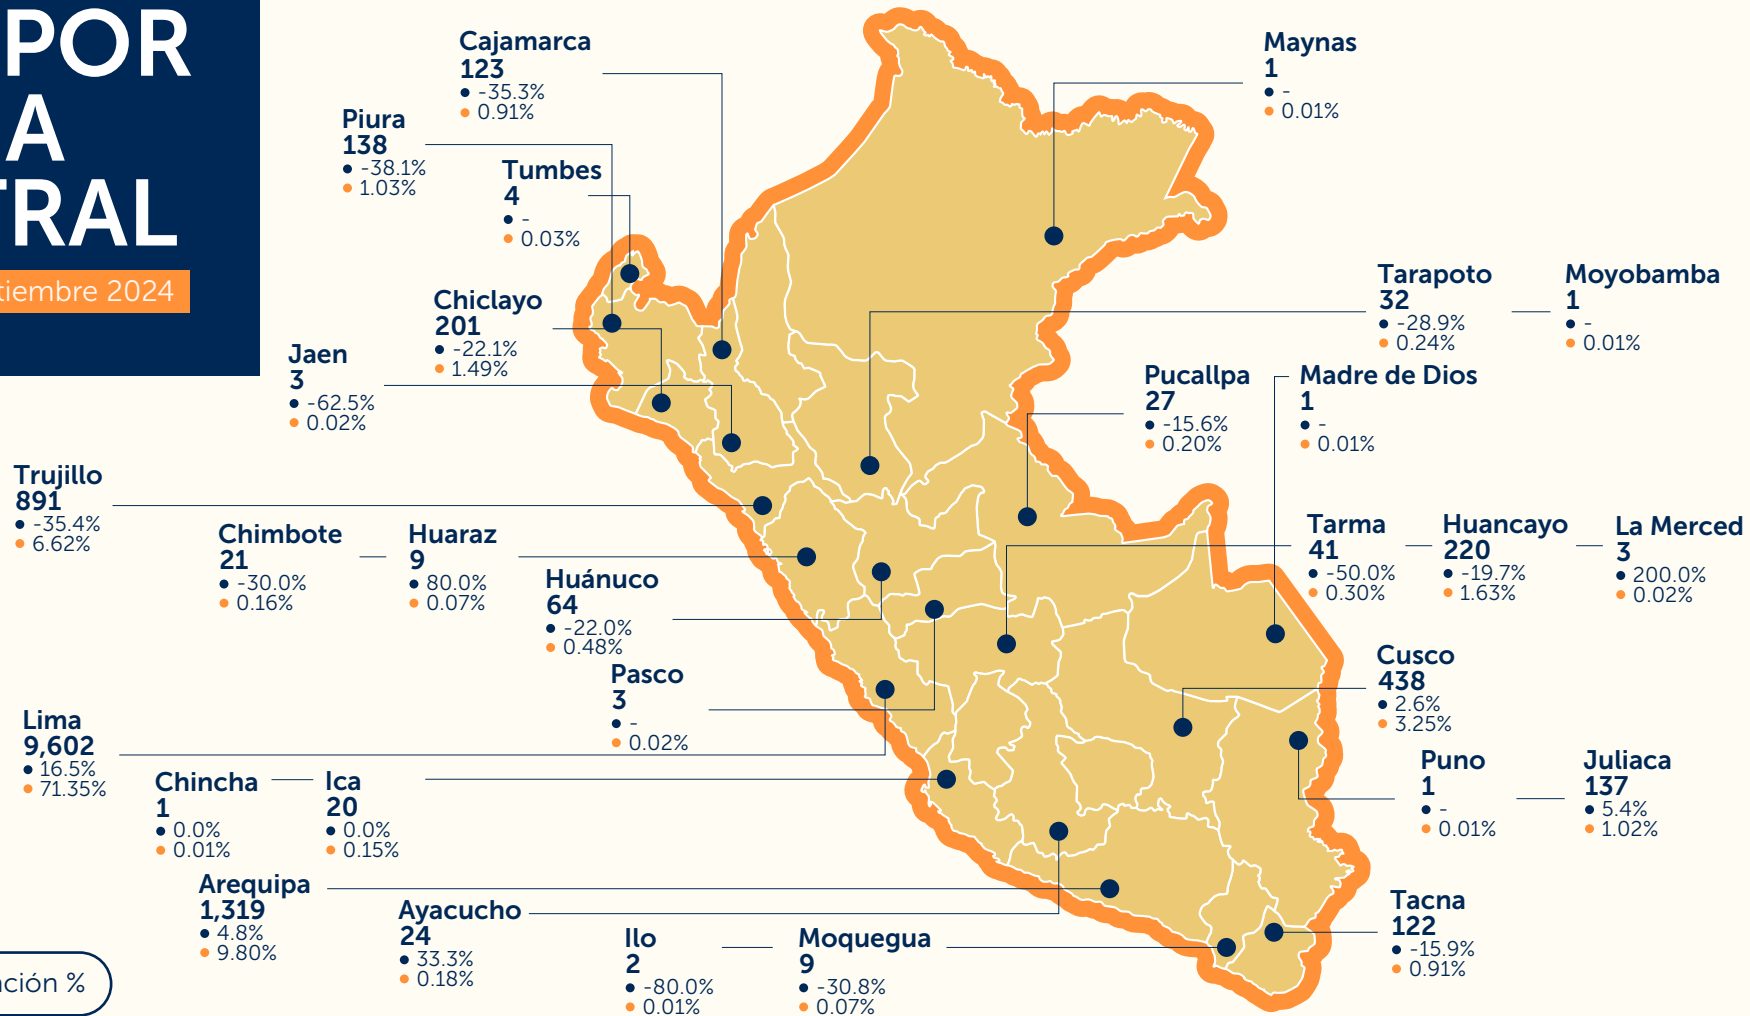 POR
A
TRAL
tiembre 2024
Cajamarca
123
-35.3%
0.91%
Piura
138
-38.1%
1.03%
Tumbes
4
-
0.03%
Chiclayo
201
-22.1%
1.49%
Jaen
3
-62.5%
0.02%
Trujillo
891
-35.4%
6.62%
Chimbote
21
-30.0%
0.16%
Huaraz
9
80.0%
0.07%
Huánuco
64
-22.0%
0.48%
Pasco
3
-
0.02%
Lima
9,602
16.5%
71.35%
Chincha
1
0.0%
0.01%
Ica
20
0.0%
0.15%
Arequipa
1,319
4.8%
9.80%
Ayacucho
24
33.3%
0.18%
Ilo
2
-80.0%
0.01%
Moquegua
9
-30.8%
0.07%
Maynas
1
-
0.01%
Tarapoto
32
-28.9%
0.24%
Moyobamba
1
-
0.01%
Pucallpa
27
-15.6%
0.20%
Madre de Dios
1
-
0.01%
Tarma
41
-50.0%
0.30%
Huancayo
220
-19.7%
1.63%
La Merced
3
200.0%
0.02%
Cusco
438
2.6%
3.25%
Puno
1
-
0.01%
Juliaca
137
5.4%
1.02%
Tacna
122
-15.9%
0.91%
ación %